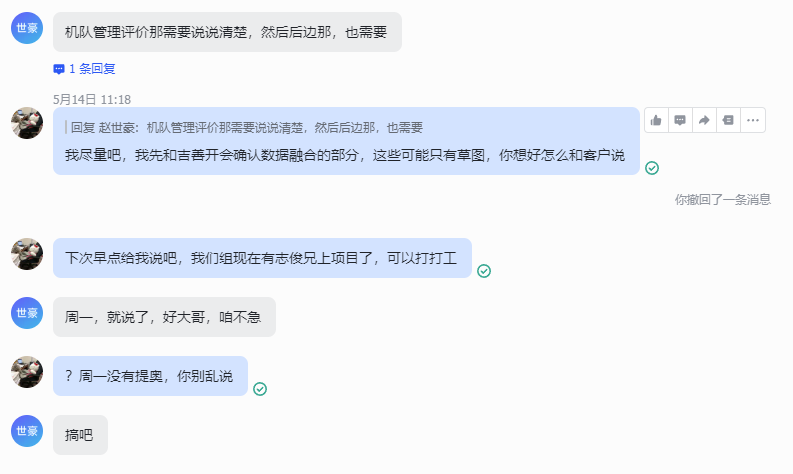 世豪
机队管理评价那需要说说清楚，然后后边那，也需要
1 条回复
5月14日 11:18
回复 赵世豪：机队管理评价那需要说说清楚，然后后边那，也需要
我尽量吧，我先和吉善开会确认数据融合的部分，这些可能只有草图，你想好怎么和客户说
你撤回了一条消息
下次早点给我说吧，我们组现在有志俊兄上项目了，可以打打工
世豪
周一，就说了，好大哥，咱不急
？周一没有提奥，你别乱说
世豪
搞吧